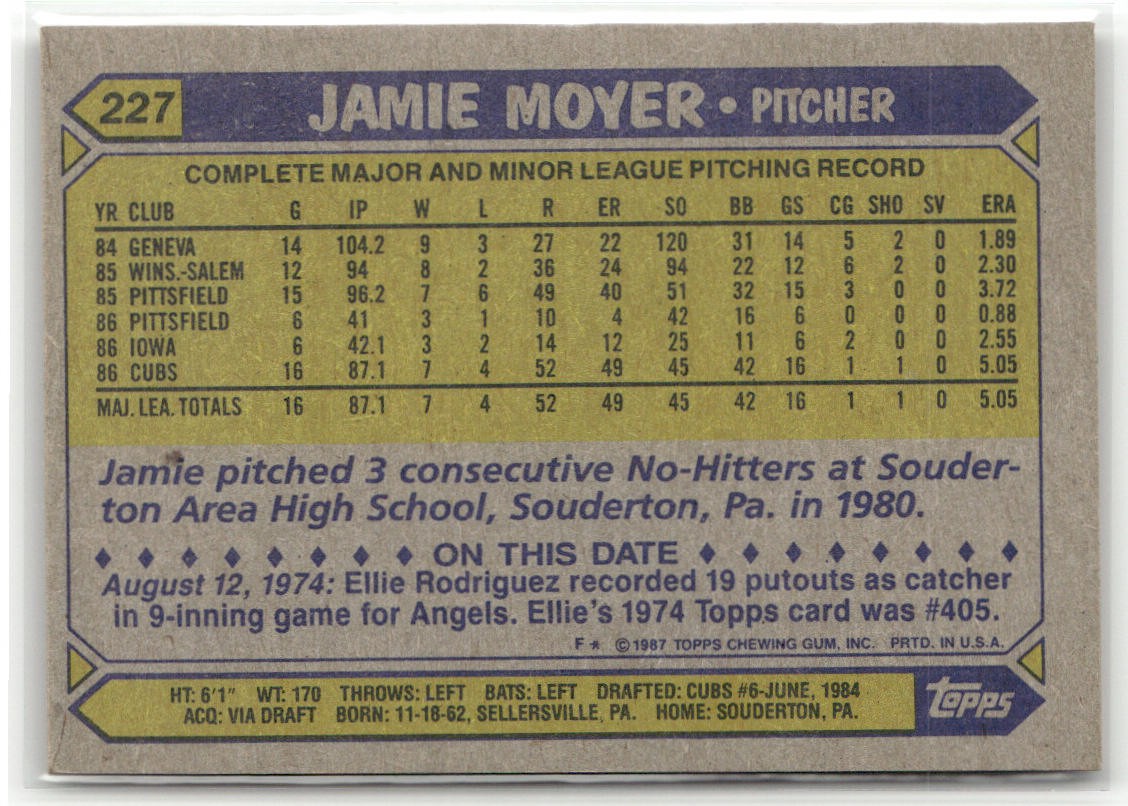 227 JAMIE MOYER • PITCHER
COMPLETE MAJOR AND MINOR LEAGUE PITCHING RECORD
YR CLUB G IP W L R ER SO BB GS CG SHO SV ERA
84 GENEVA 14 104.2 9 3 27 22 120 31 14 5 2 0 1.89
85 WINS.-SALEM 12 94 8 2 36 24 94 22 12 6 2 0 2.30
85 PITTSFIELD 15 96.2 7 6 49 40 51 32 15 3 0 0 3.72
86 PITTSFIELD 6 41 3 1 10 4 42 16 6 0 0 0 0.88
86 IOWA 6 42.1 3 2 14 12 25 11 6 2 0 0 2.55
86 CUBS 16 87.1 7 4 52 49 45 42 16 1 1 0 5.05
MAJ. LEA. TOTALS 16 87.1 7 4 52 49 45 42 16 1 1 0 5.05
Jamie pitched 3 consecutive No-Hitters at Souder-
ton Area High School, Souderton, Pa. in 1980.
♦ ♦ ♦ ♦ ♦ ♦ ♦ ♦ ON THIS DATE ♦ ♦ ♦ ♦ ♦ ♦ ♦ ♦
August 12, 1974: Ellie Rodriguez recorded 19 putouts as catcher
in 9-inning game for Angels. Ellie's 1974 Topps card was #405.
F * ©1987 TOPPS CHEWING GUM, INC. PRTD. IN U.S.A.
HT: 6'1" WT: 170 THROWS: LEFT BATS: LEFT DRAFTED: CUBS #6-JUNE, 1984
ACQ: VIA DRAFT BORN: 11-18-62, SELLERSVILLE, PA. HOME: SOUDERTON, PA.
topps